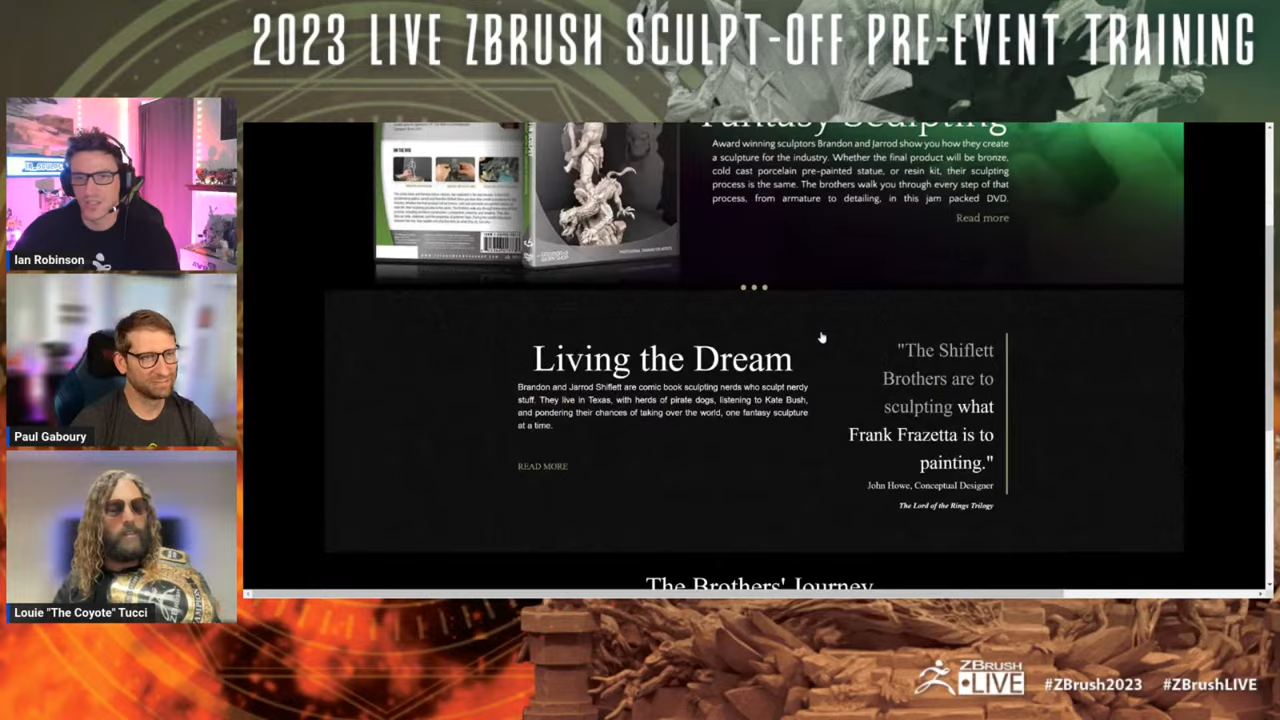 2023 LIVE ZBRUSH SCULPT-OFF PRE-EVENT TRAINING
Ian Robinson
Paul Gaboury
Louie "The Coyote" Tucci
Fantasy Sculpting
Award winning sculptors Brandon and Jarrod show you how they create
a sculpture for the industry. Whether the final product will be bronze,
cold cast porcelain pre-painted statue, or resin kit, their sculpting
process is the same. The brothers walk you through every step of that
process, from armature to detailing, in this jam packed DVD.
Read more
Living the Dream
Brandon and Jarrod Shiflett are comic book sculpting nerds who sculpt nerdy
stuff. They live in Texas, with herds of pirate dogs, listening to Kate Bush,
and pondering their chances of taking over the world, one fantasy sculpture
at a time.
READ MORE
"The Shiflett
Brothers are to
sculpting what
Frank Frazetta is to
painting."
John Howe, Conceptual Designer
The Lord of the Rings Trilogy
The Brothers' Journey
ZBRUSH
LIVE
#ZBrush2023 #ZBrushLIVE